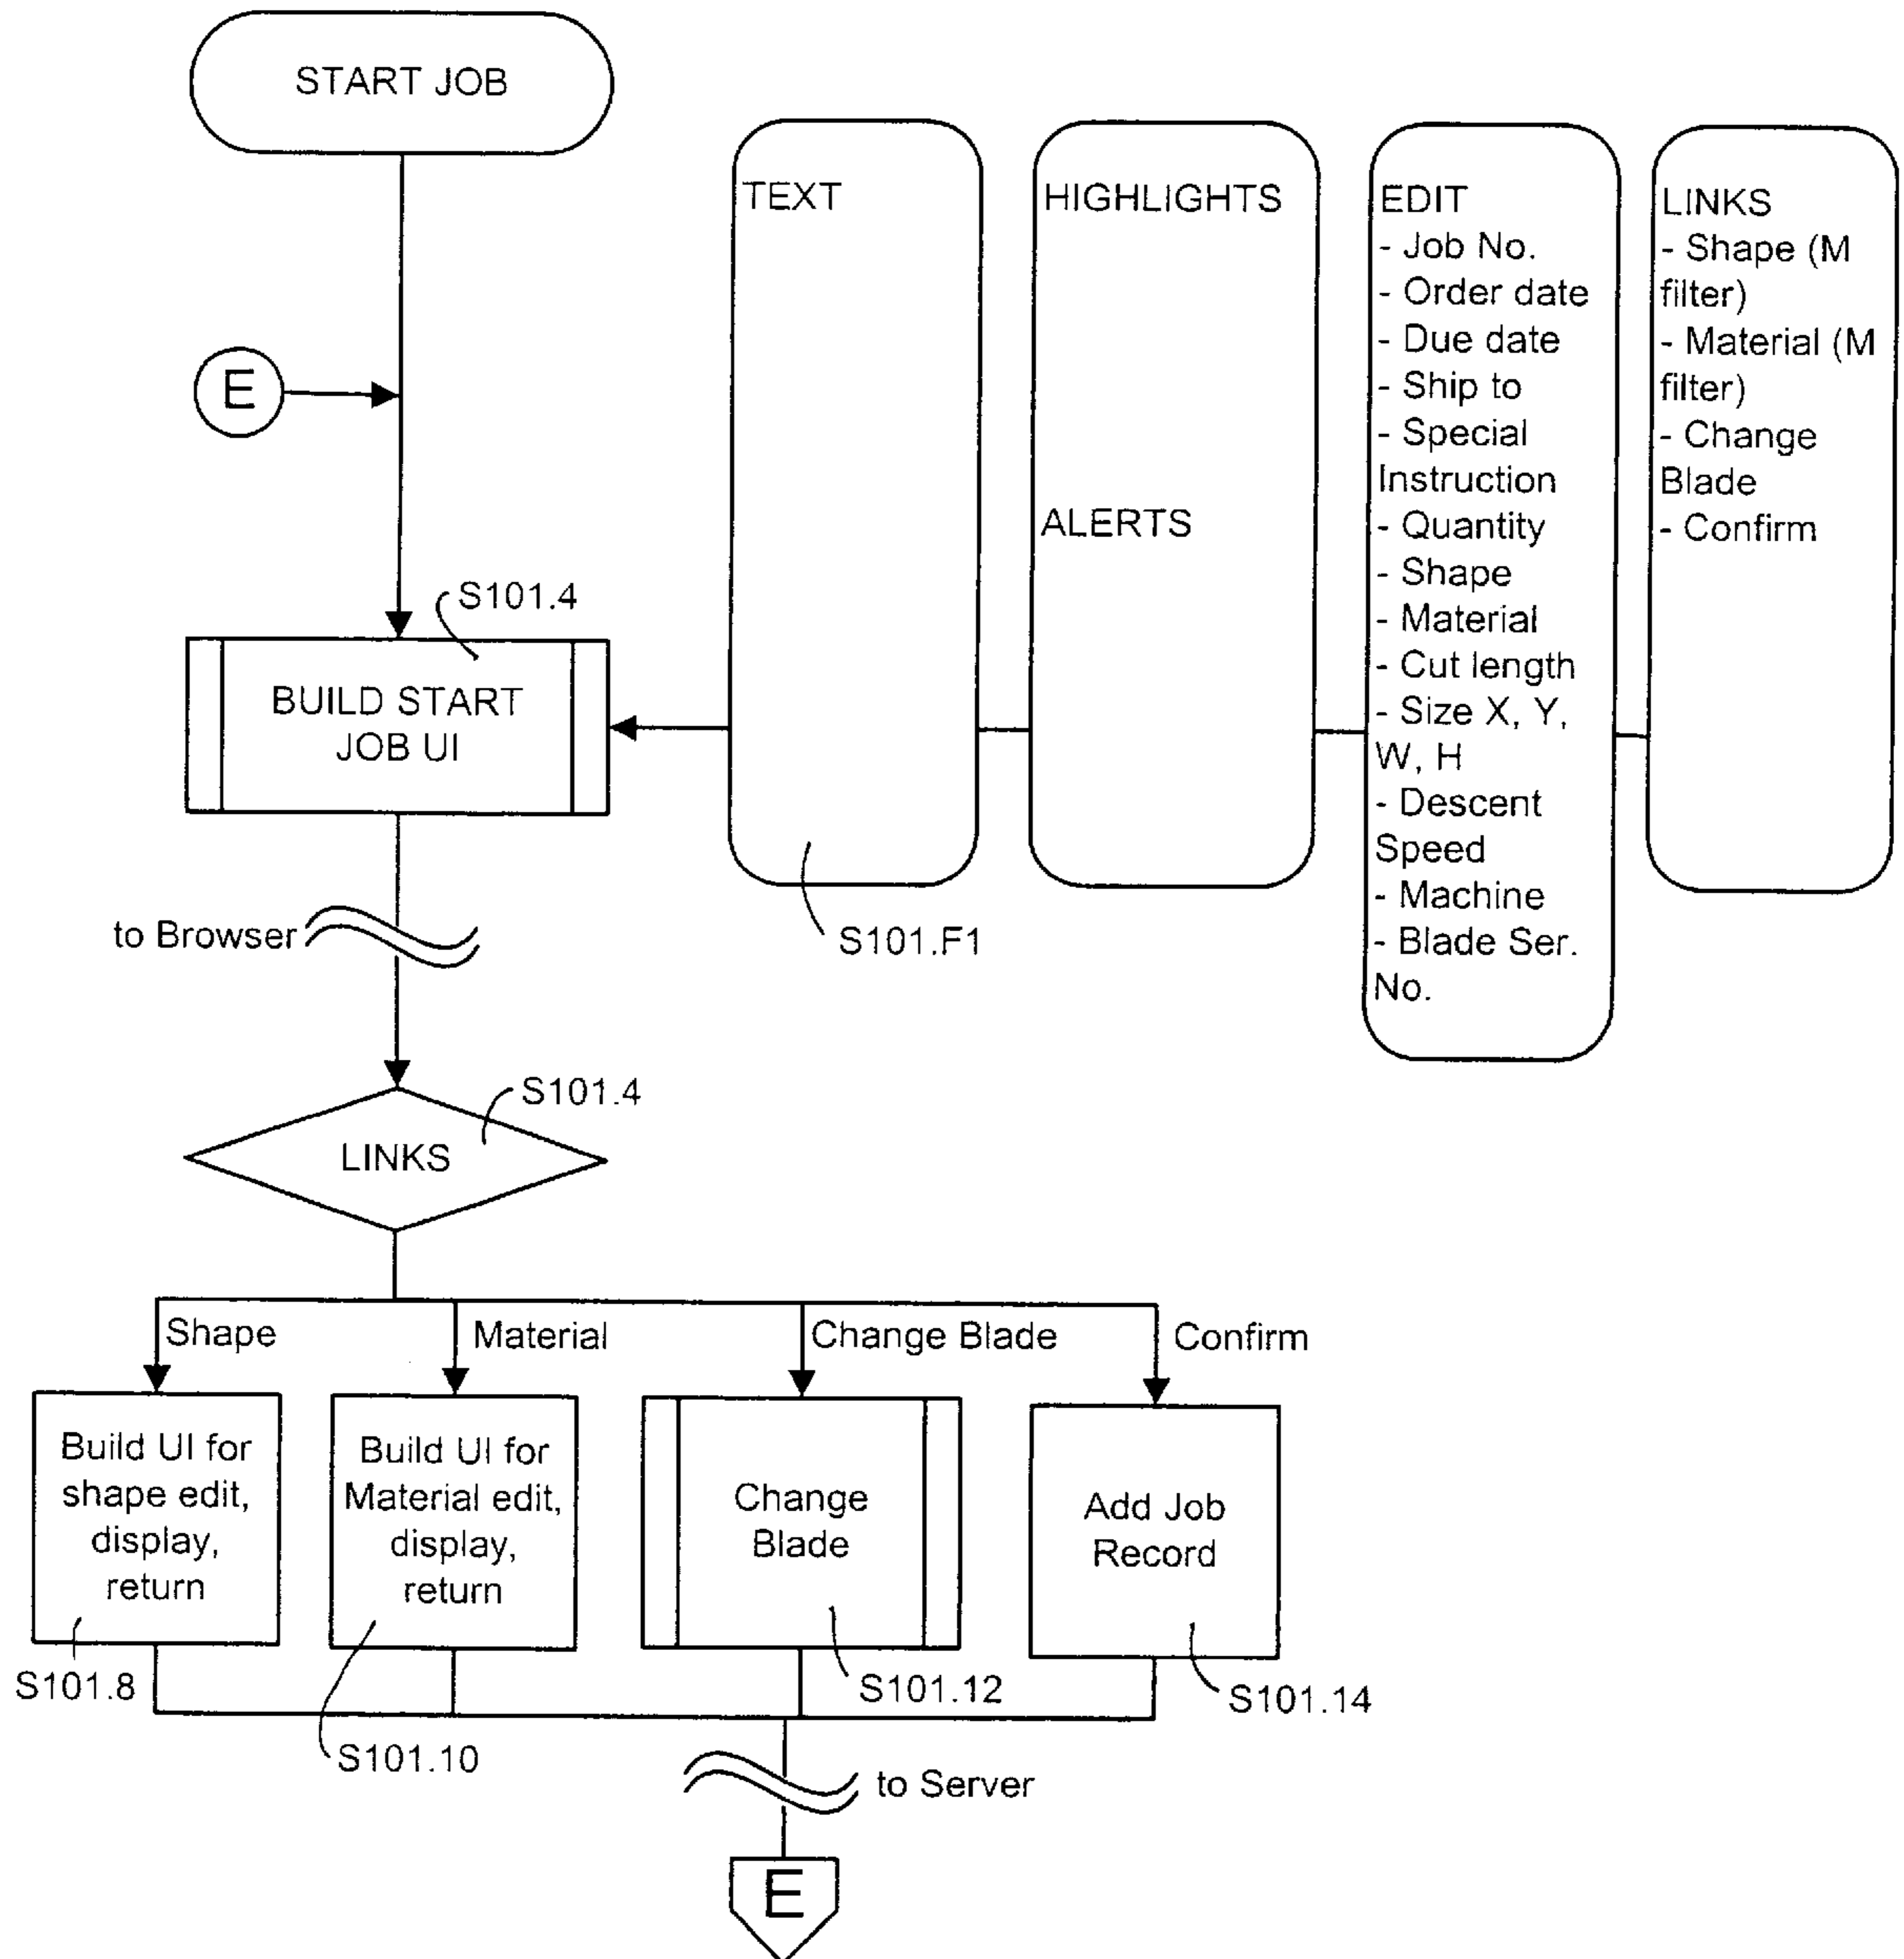 START JOB
E
S101.4
BUILD START
JOB UI
TEXT
S101.F1
HIGHLIGHTS
ALERTS
EDIT
- Job No.
- Order date
- Due date
- Ship to
- Special
Instruction
- Quantity
- Shape
- Material
- Cut length
- Size X, Y,
W, H
- Descent
Speed
- Machine
- Blade Ser.
No.
LINKS
- Shape (M
filter)
- Material (M
filter)
- Change
Blade
- Confirm
to Browser
S101.4
LINKS
Shape
Material
Change Blade
Confirm
Build UI for
shape edit,
display,
return
S101.8
Build UI for
Material edit,
display,
return
S101.10
Change
Blade
S101.12
Add Job
Record
S101.14
to Server
E